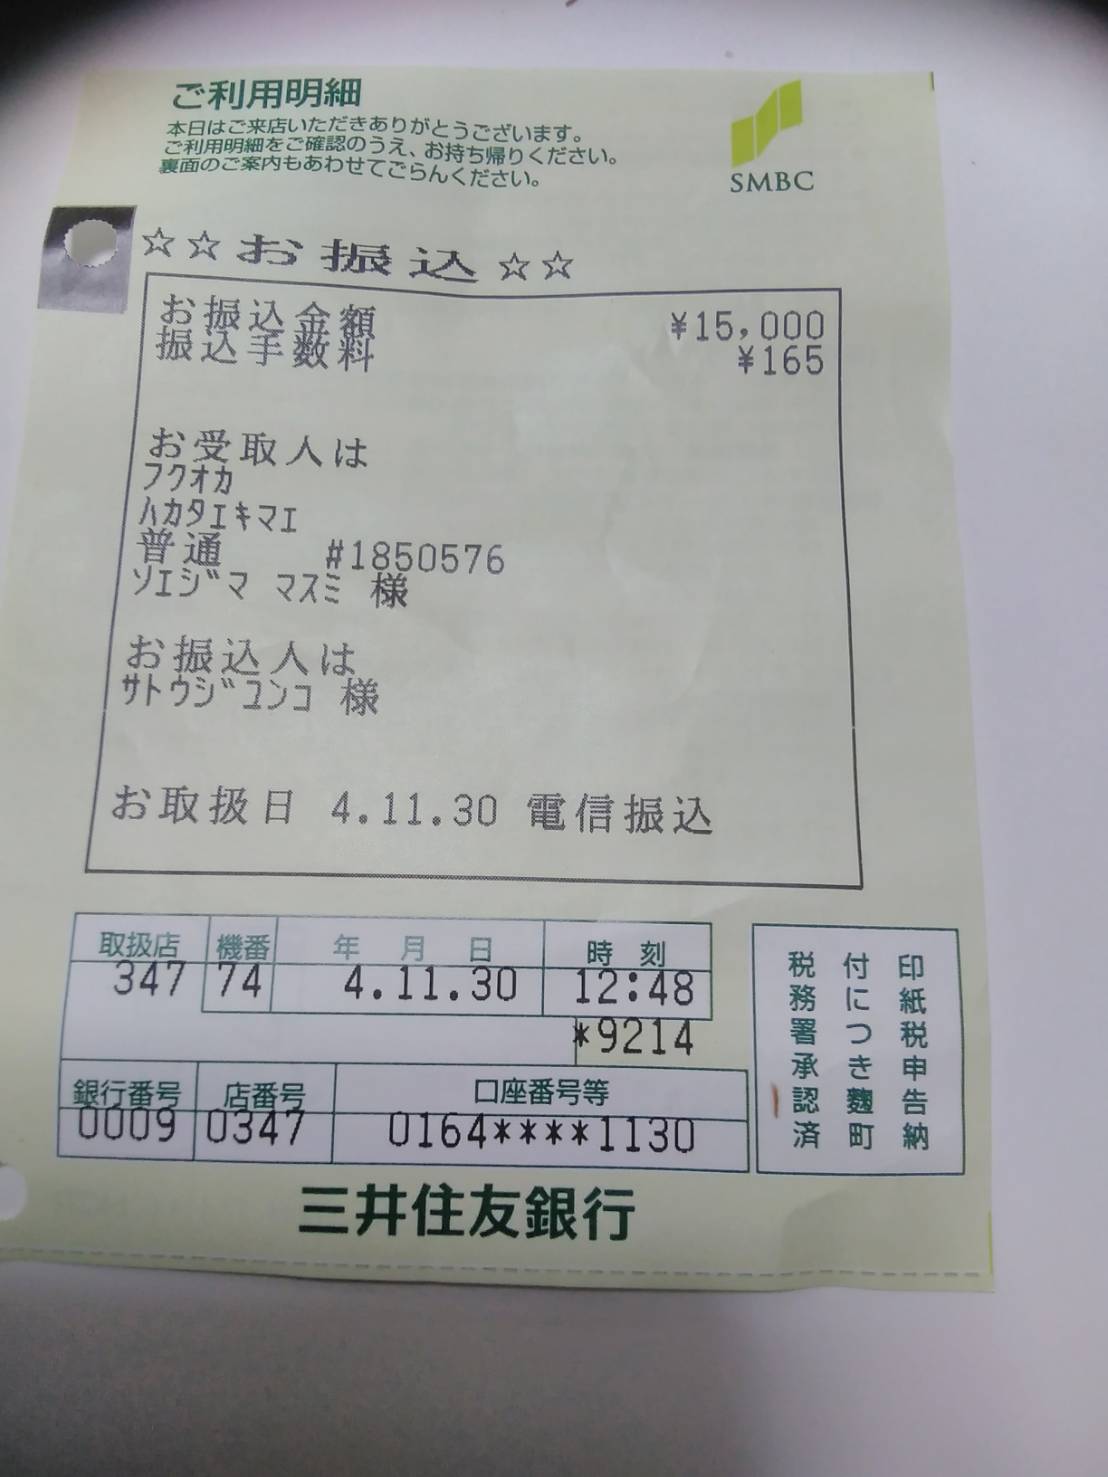 ご利用明細
本日はご来店いただきありがとうございます。
ご利用明細をご確認のうえ、お持ち帰りください。
裏面のご案内もあわせてごらんください。
SMBC
☆☆お振込☆☆
お振込金額 ¥15,000
振込手数料 ¥165
お受取人は
フクオカ
ハカタエキマエ
普通 #1850576
ソエジマ マスミ 様
お振込人は
サトウジユンコ 様
お取扱日 4.11.30 電信振込
取扱店 機番 年 月 日 時刻
347 74 4.11.30 12:48
*9214
銀行番号 店番号 口座番号等
0009 0347 0164****1130
印紙税申告納
付につき麴町
税務署承認済
三井住友銀行